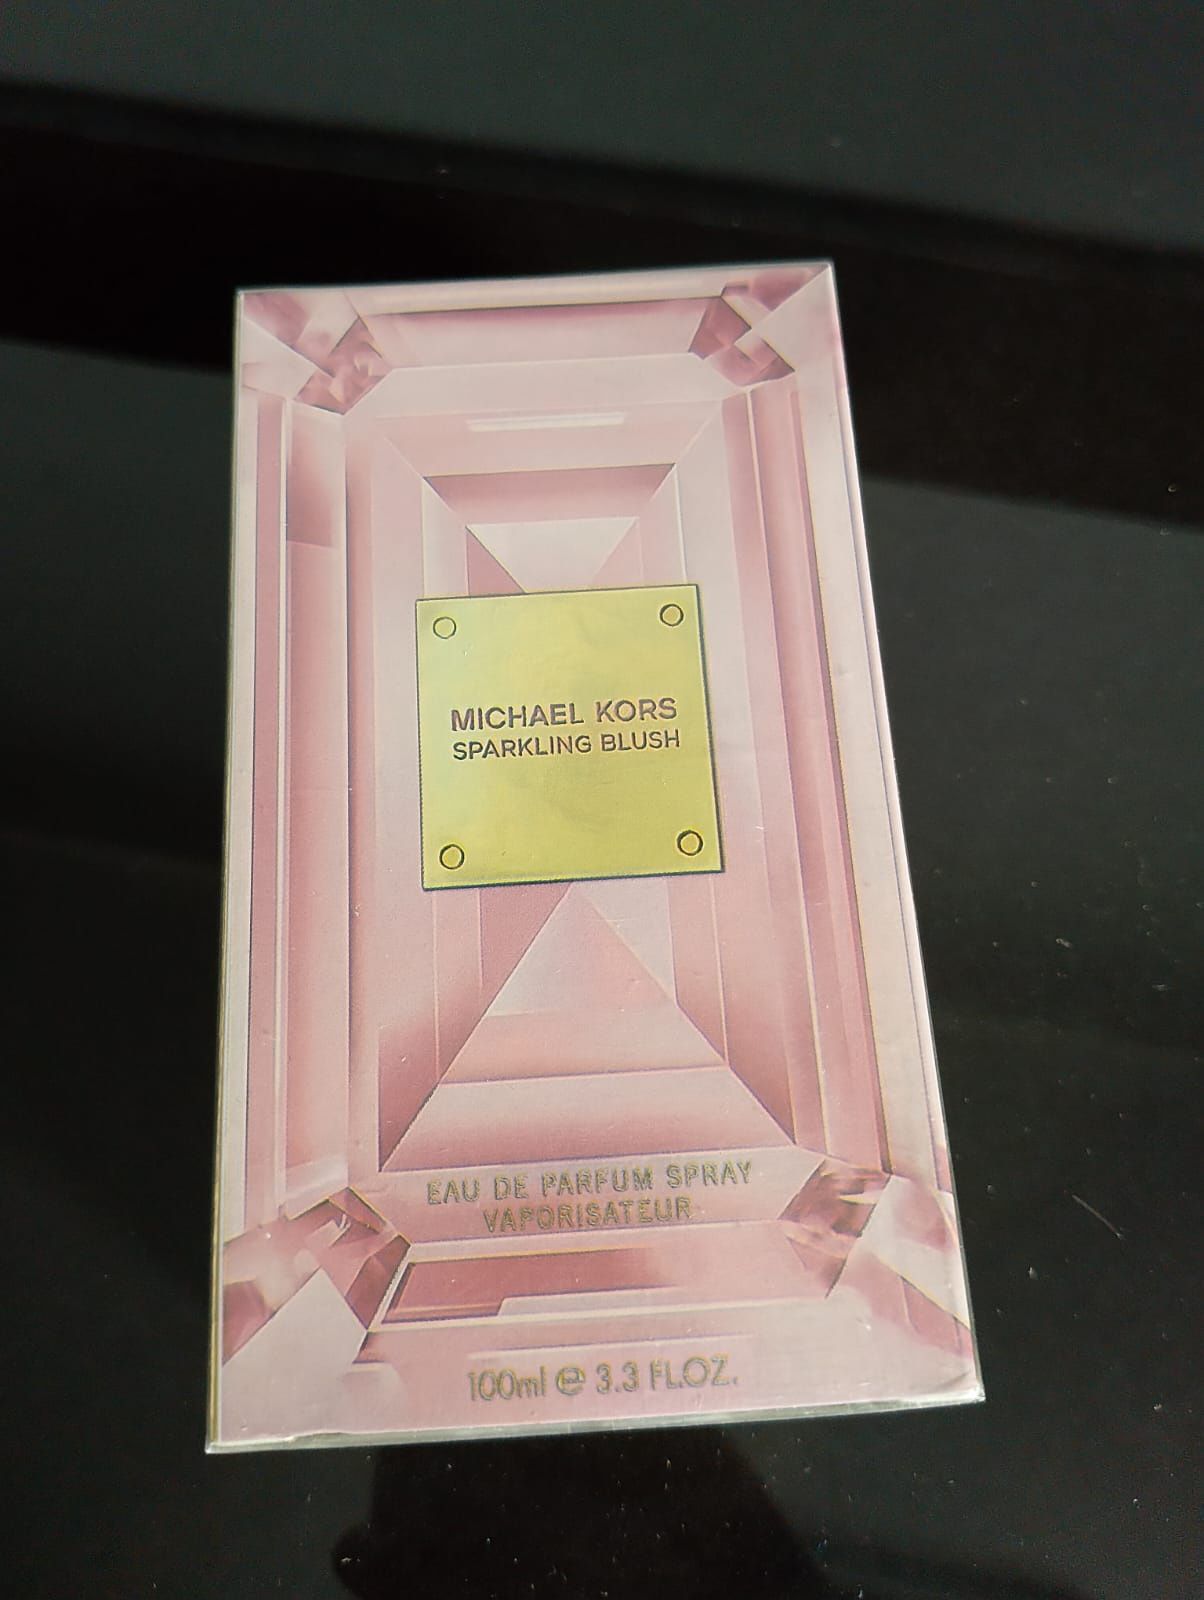 MICHAEL KORS
SPARKLING BLUSH
EAU DE PARFUM SPRAY
VAPORISATEUR
100ml e 3.3 FL.OZ.